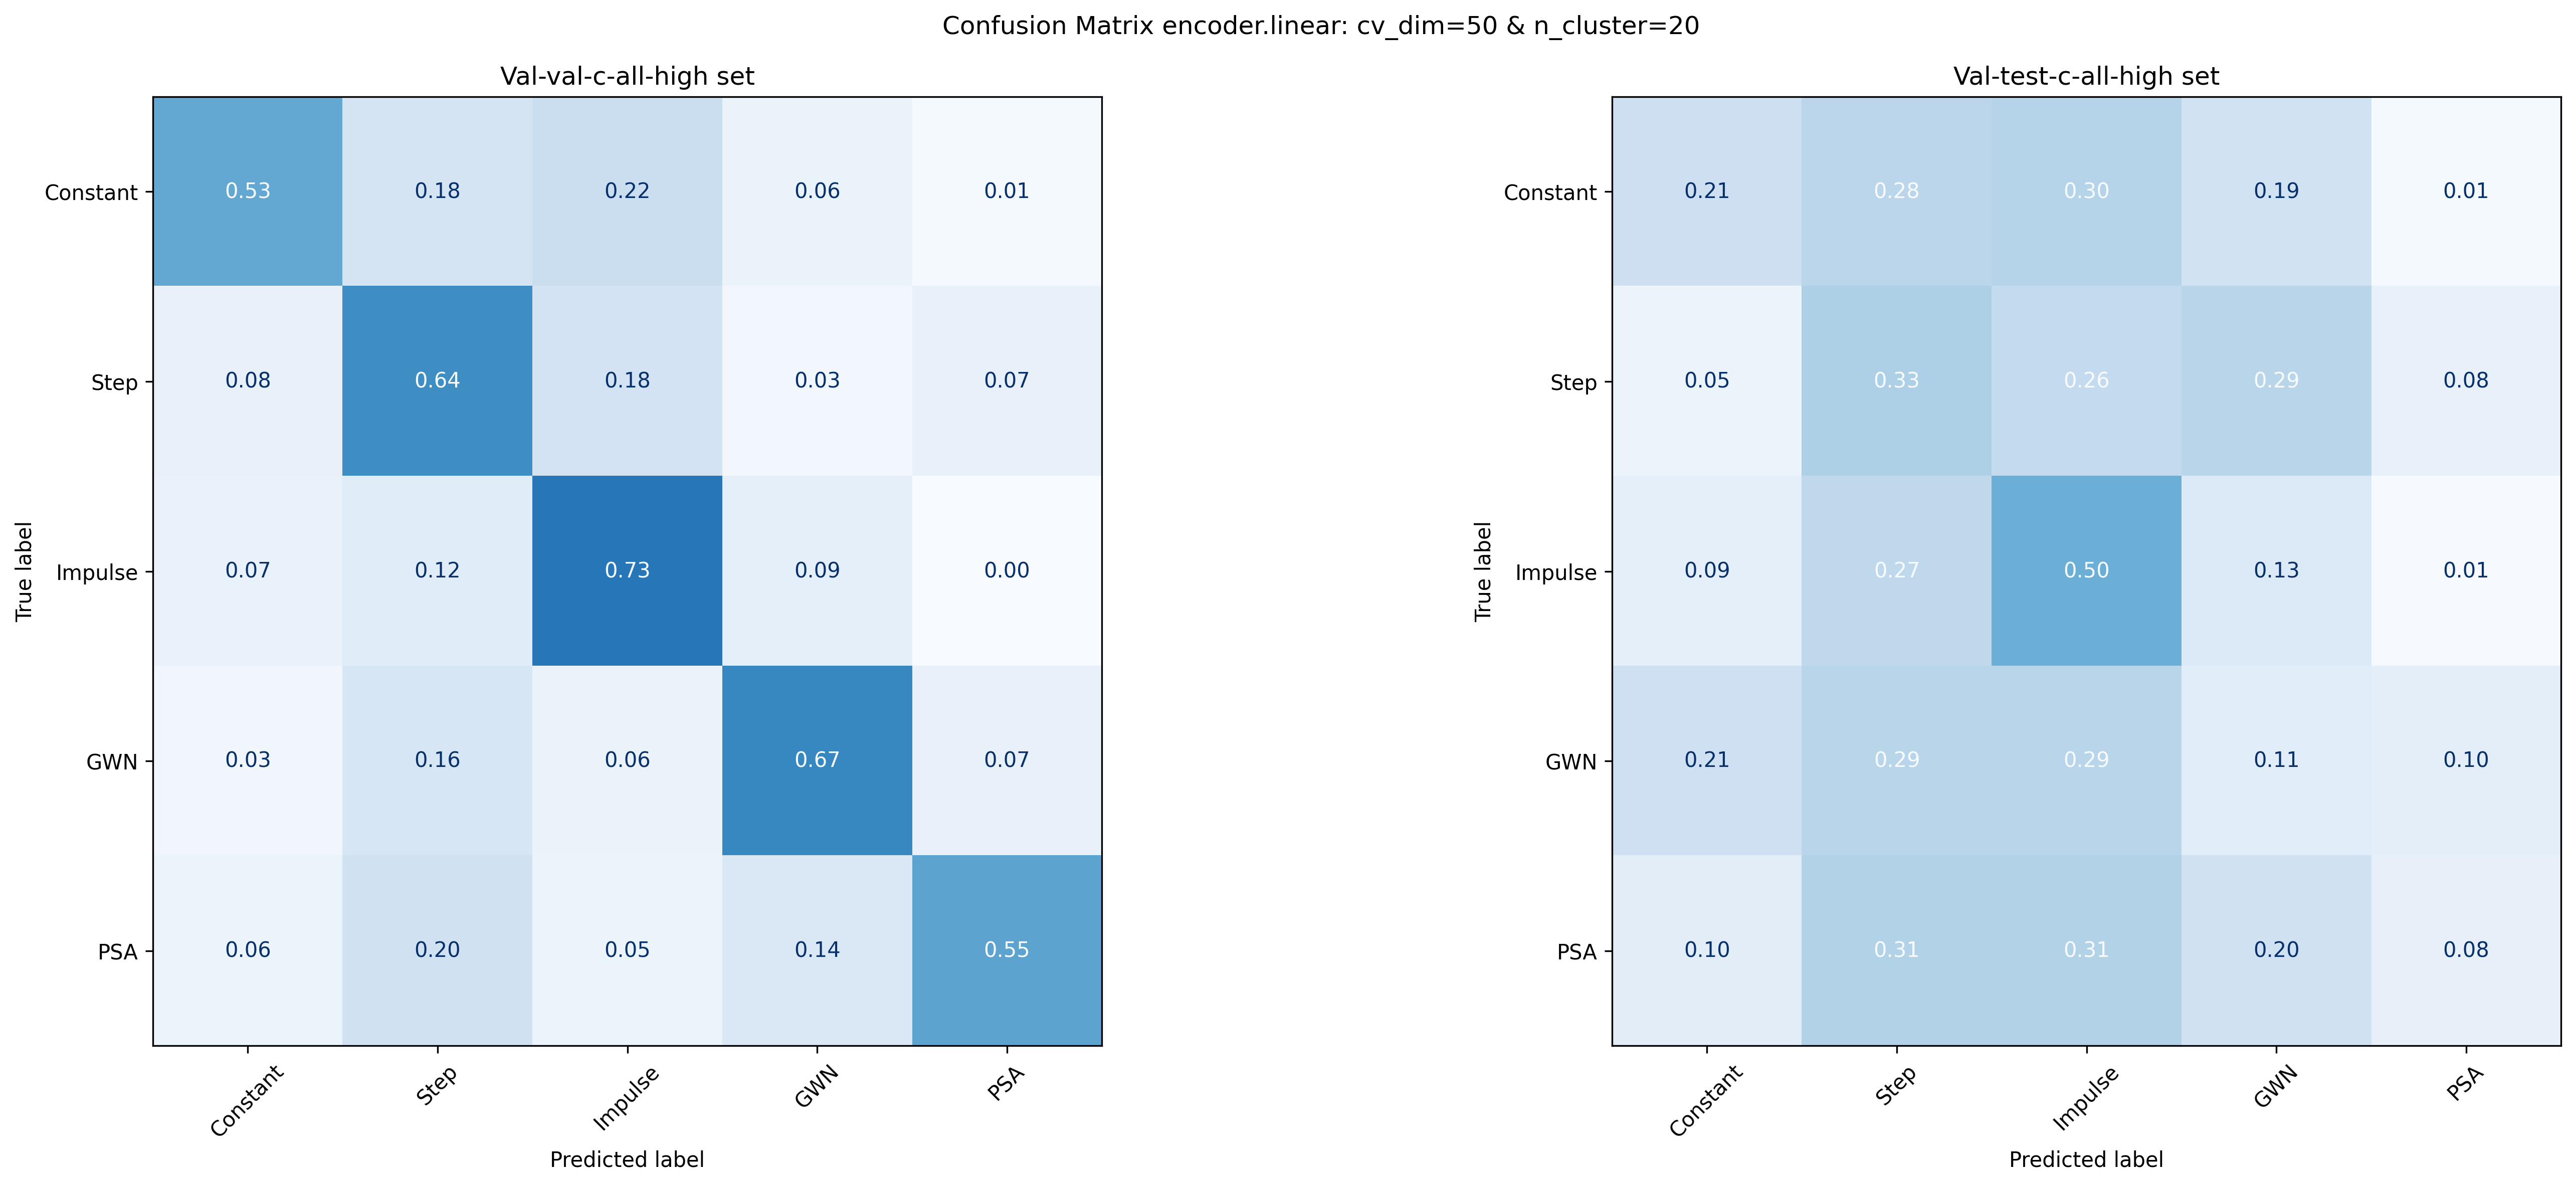 Confusion Matrix encoder.linear: cv_dim=50 & n_cluster=20
Val-val-c-all-high set
True label
Constant 0.53 0.18 0.22 0.06 0.01
Step 0.08 0.64 0.18 0.03 0.07
Impulse 0.07 0.12 0.73 0.09 0.00
GWN 0.03 0.16 0.06 0.67 0.07
PSA 0.06 0.20 0.05 0.14 0.55
Constant Step Impulse GWN PSA
Predicted label
Val-test-c-all-high set
True label
Constant 0.21 0.28 0.30 0.19 0.01
Step 0.05 0.33 0.26 0.29 0.08
Impulse 0.09 0.27 0.50 0.13 0.01
GWN 0.21 0.29 0.29 0.11 0.10
PSA 0.10 0.31 0.31 0.20 0.08
Constant Step Impulse GWN PSA
Predicted label